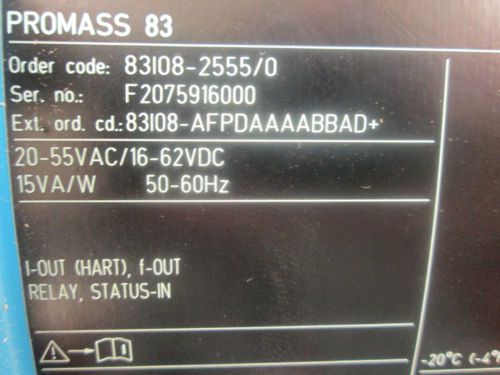 PROMASS 83
Order code: 83I08-2555/0
Ser. no.: F2075916000
Ext. ord. cd.: 83I08-AFPDAAAABBAD+
20-55VAC/16-62VDC
15VA/W 50-60Hz
I-OUT (HART), f-OUT
RELAY, STATUS-IN
-20°C (-4°F